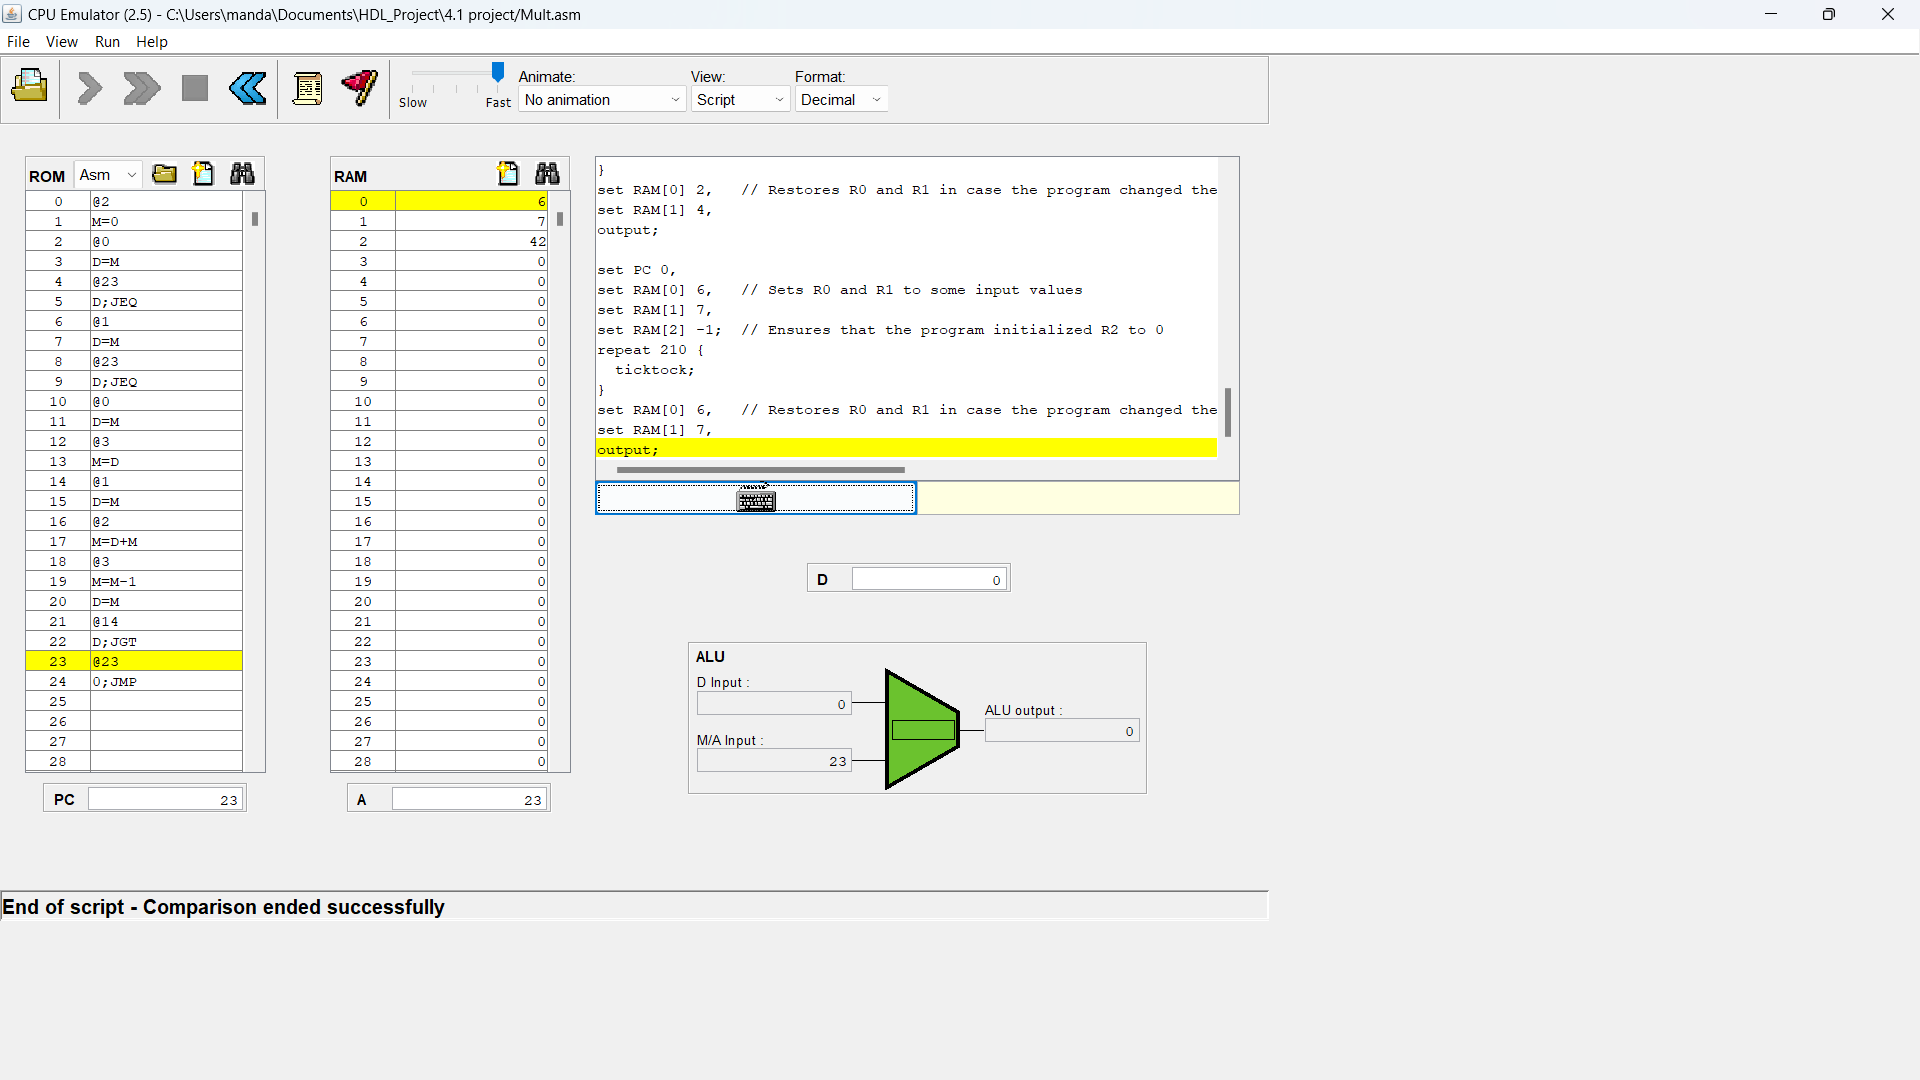 CPU Emulator (2.5) - C:\Users\manda\Documents\HDL_Project\4.1 project/Mult.asm
File View Run Help
Animate: View: Format:
Slow Fast No animation Script Decimal
ROM Asm
0 @2
1 M=0
2 @0
3 D=M
4 @23
5 D;JEQ
6 @1
7 D=M
8 @23
9 D;JEQ
10 @0
11 D=M
12 @3
13 M=D
14 @1
15 D=M
16 @2
17 M=D+M
18 @3
19 M=M-1
20 D=M
21 @14
22 D;JGT
23 @23
24 0;JMP
25
26
27
28
PC 23
RAM
0 6
1 7
2 42
3 0
4 0
5 0
6 0
7 0
8 0
9 0
10 0
11 0
12 0
13 0
14 0
15 0
16 0
17 0
18 0
19 0
20 0
21 0
22 0
23 0
24 0
25 0
26 0
27 0
28 0
A 23
}
set RAM[0] 2, // Restores R0 and R1 in case the program changed the
set RAM[1] 4,
output;
set PC 0,
set RAM[0] 6, // Sets R0 and R1 to some input values
set RAM[1] 7,
set RAM[2] -1; // Ensures that the program initialized R2 to 0
repeat 210 {
ticktock;
}
set RAM[0] 6, // Restores R0 and R1 in case the program changed the
set RAM[1] 7,
output;
D 0
ALU
D Input :
0
M/A Input :
23
ALU output :
0
End of script - Comparison ended successfully